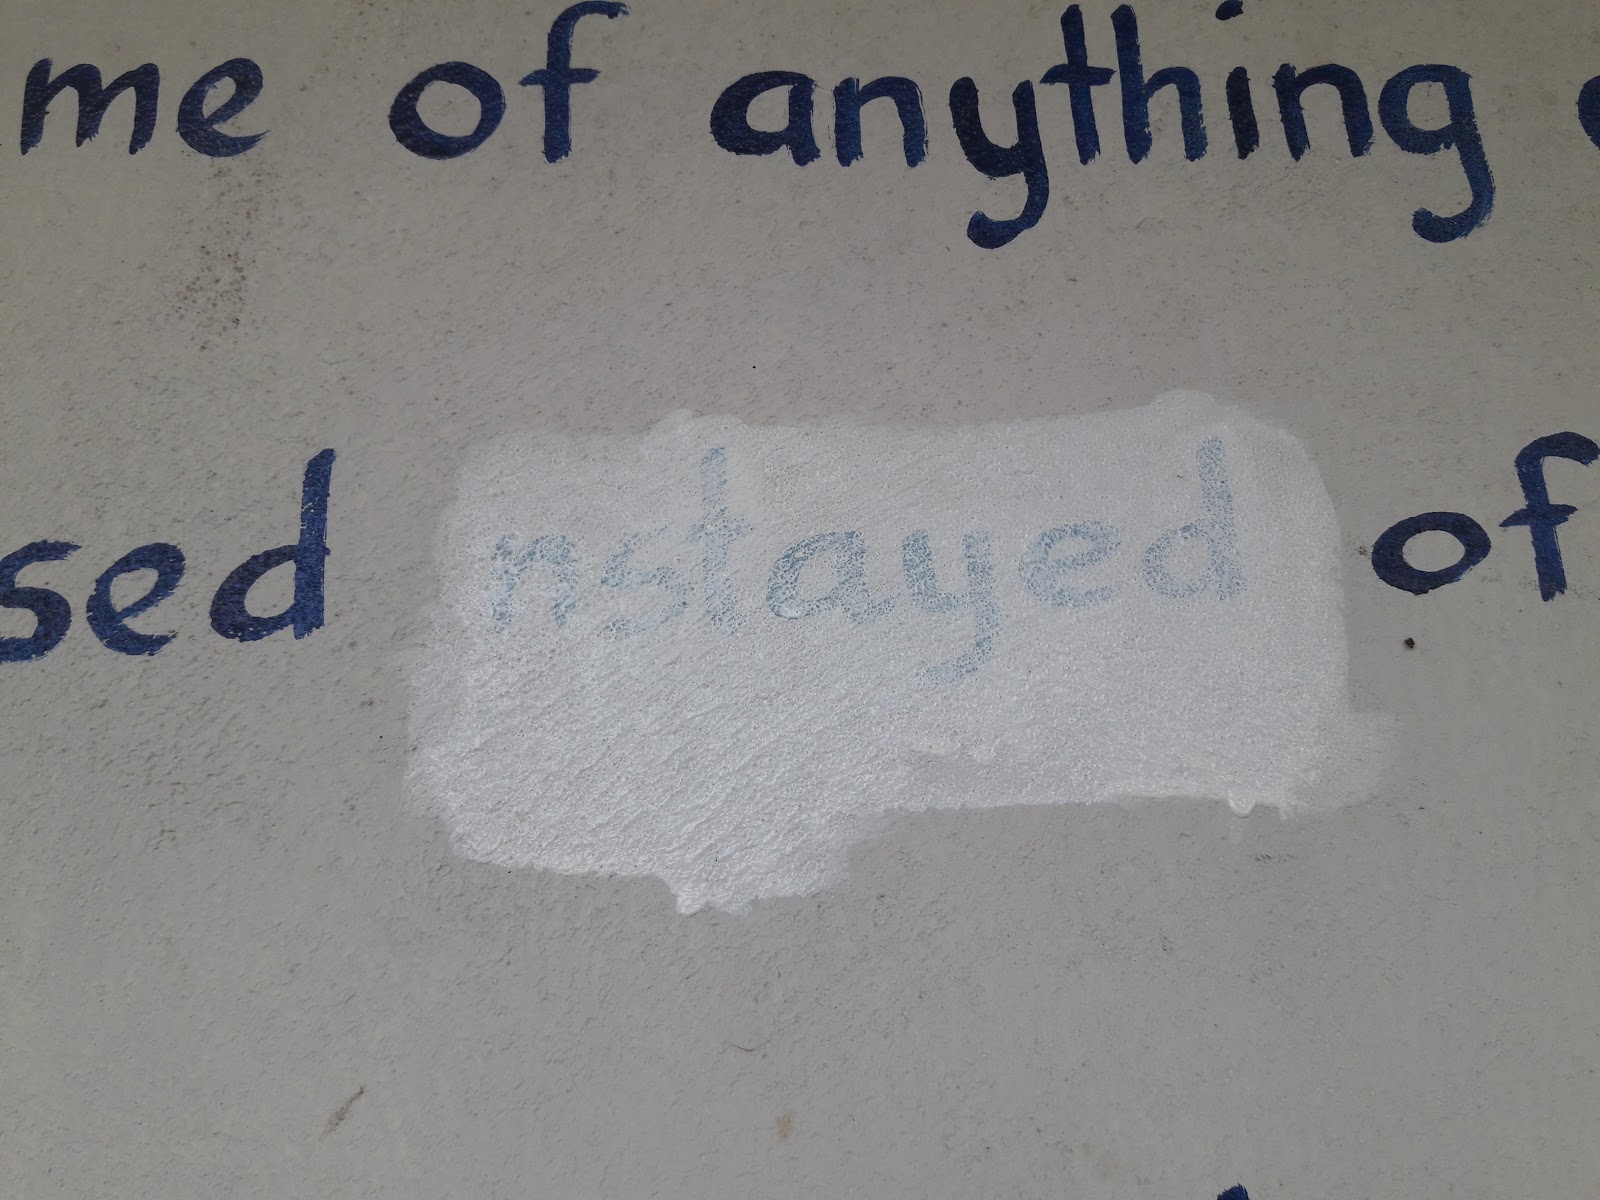 me of anything
sed nstayed of